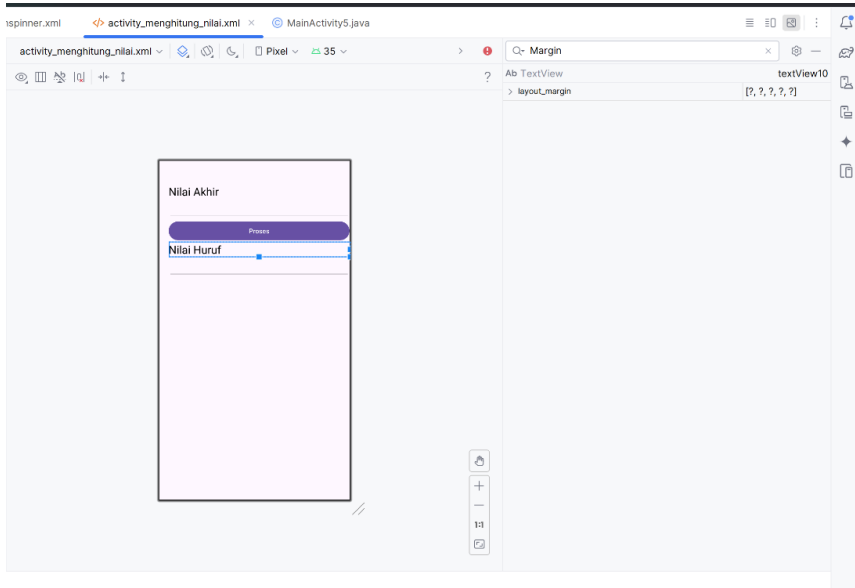 nspinner.xml </> activity_menghitung_nilai.xml × © MainActivity5.java
activity_menghitung_nilai.xml Pixel 35
Margin
?
Ab TextView textView10
layout_margin [?, ?, ?, ?, ?]
Nilai Akhir
Proses
Nilai Huruf
1:1